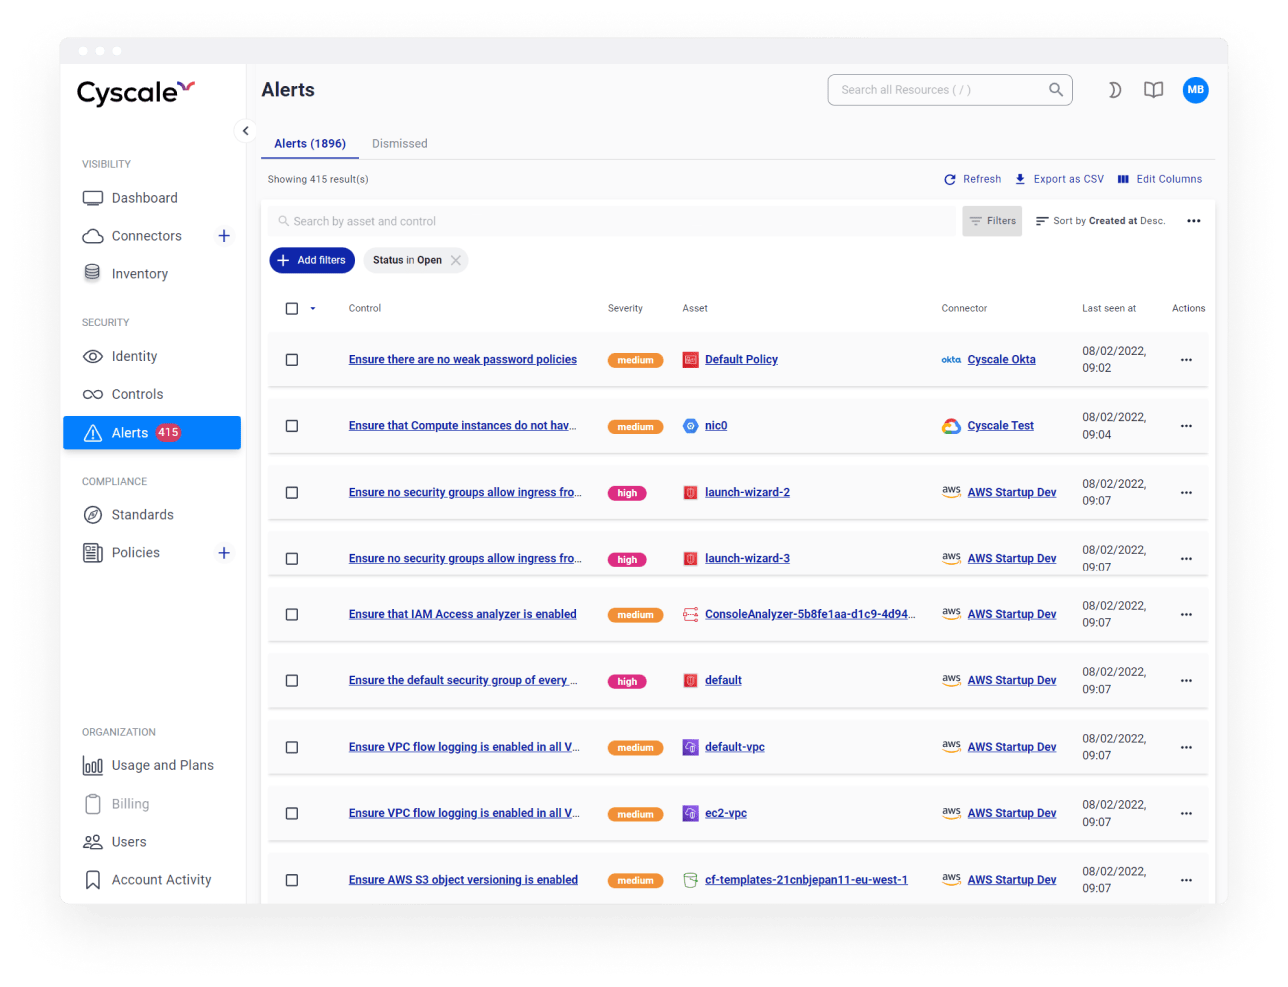 Cyscale
Alerts
Search all Resources ( / )
MB
Alerts (1896)
Dismissed
Showing 415 result(s)
Refresh
Export as CSV
Edit Columns
Search by asset and control
Filters
Sort by Created at Desc.
Add filters
Status in Open
VISIBILITY
Dashboard
Connectors
Inventory
SECURITY
Identity
Controls
Alerts 415
COMPLIANCE
Standards
Policies
ORGANIZATION
Usage and Plans
Billing
Users
Account Activity
Control Severity Asset Connector Last seen at Actions
Ensure there are no weak password policies medium Default Policy okta Cyscale Okta 08/02/2022,
09:02
Ensure that Compute instances do not hav... medium nic0 Cyscale Test 08/02/2022,
09:04
Ensure no security groups allow ingress fro... high launch-wizard-2 aws AWS Startup Dev 08/02/2022,
09:07
Ensure no security groups allow ingress fro... high launch-wizard-3 aws AWS Startup Dev 08/02/2022,
09:07
Ensure that IAM Access analyzer is enabled medium ConsoleAnalyzer-5b8fe1aa-d1c9-4d94... aws AWS Startup Dev 08/02/2022,
09:07
Ensure the default security group of every ... high default aws AWS Startup Dev 08/02/2022,
09:07
Ensure VPC flow logging is enabled in all V... medium default-vpc aws AWS Startup Dev 08/02/2022,
09:07
Ensure VPC flow logging is enabled in all V... medium ec2-vpc aws AWS Startup Dev 08/02/2022,
09:07
Ensure AWS S3 object versioning is enabled medium cf-templates-21cnbjepan11-eu-west-1 aws AWS Startup Dev 08/02/2022,
09:07